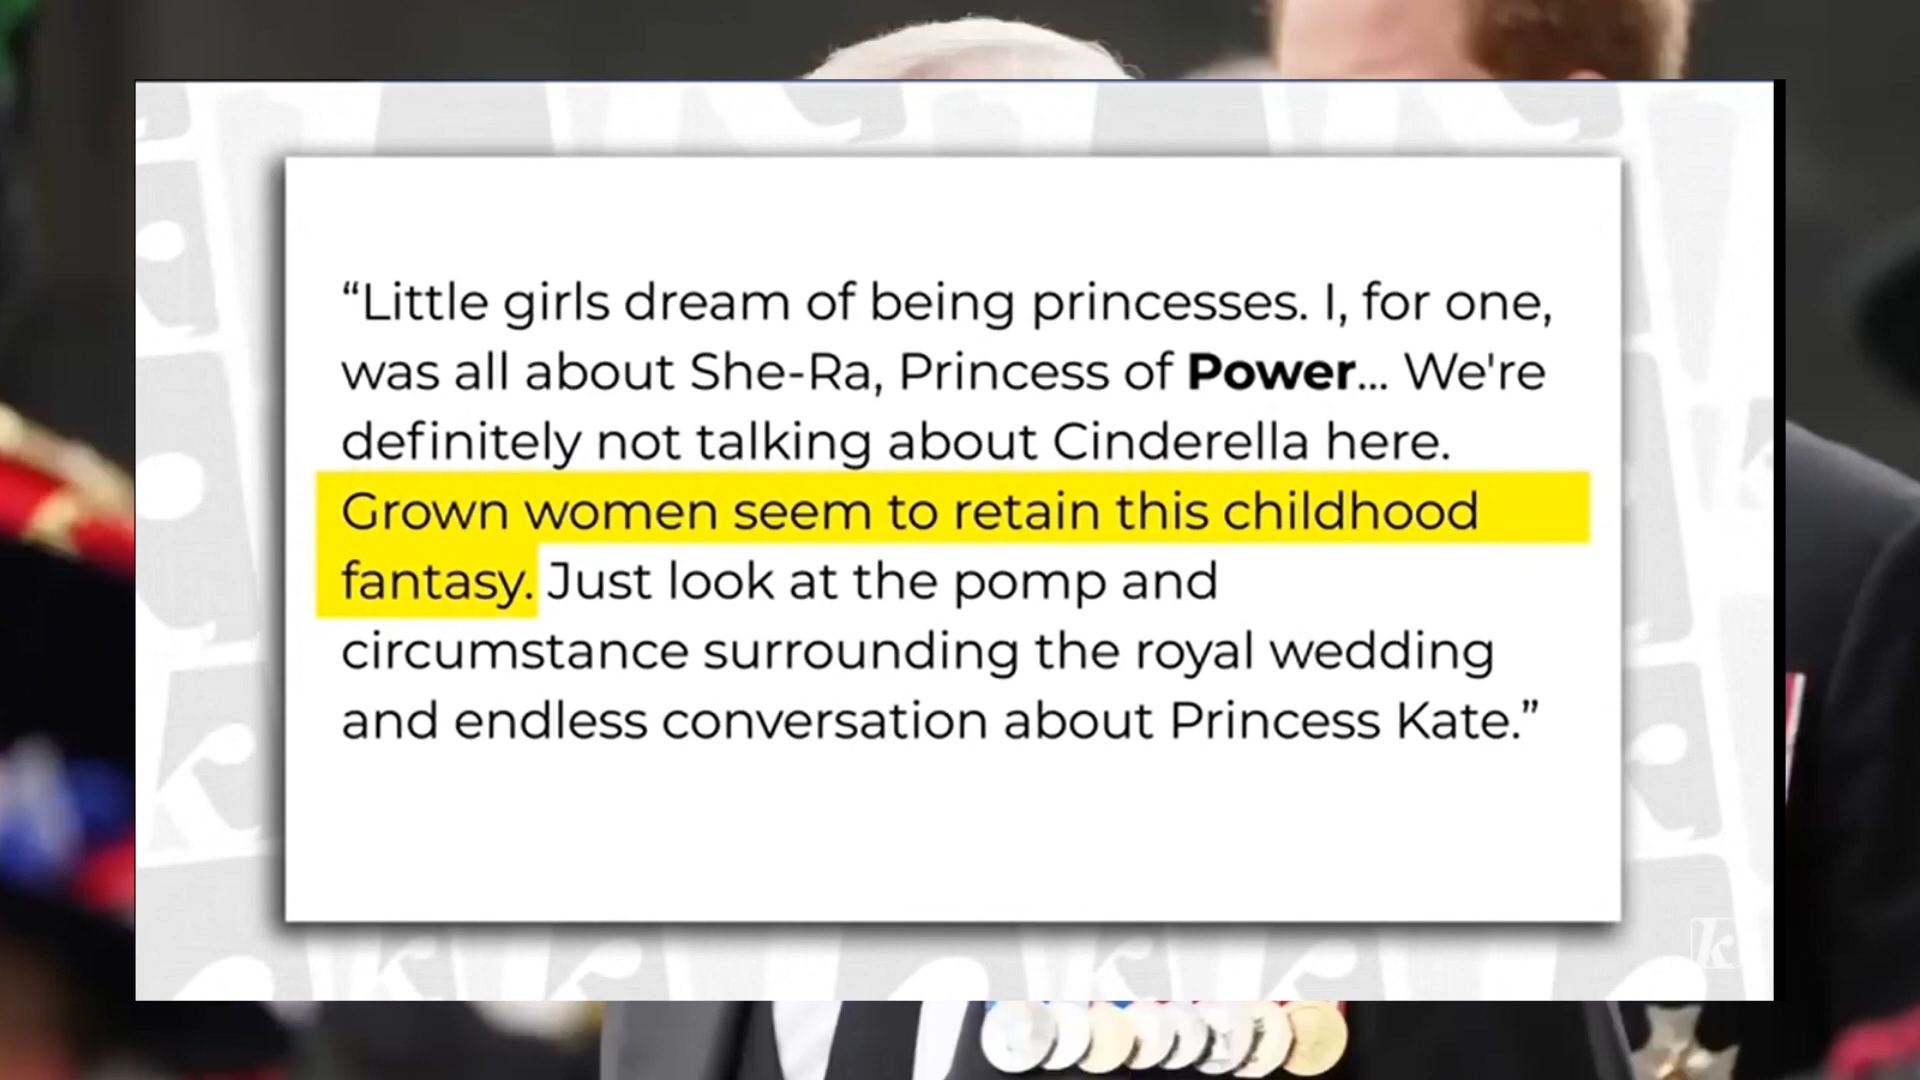 “Little girls dream of being princesses. I, for one,
was all about She-Ra, Princess of Power... We're
definitely not talking about Cinderella here.
Grown women seem to retain this childhood
fantasy. Just look at the pomp and
circumstance surrounding the royal wedding
and endless conversation about Princess Kate.”
k